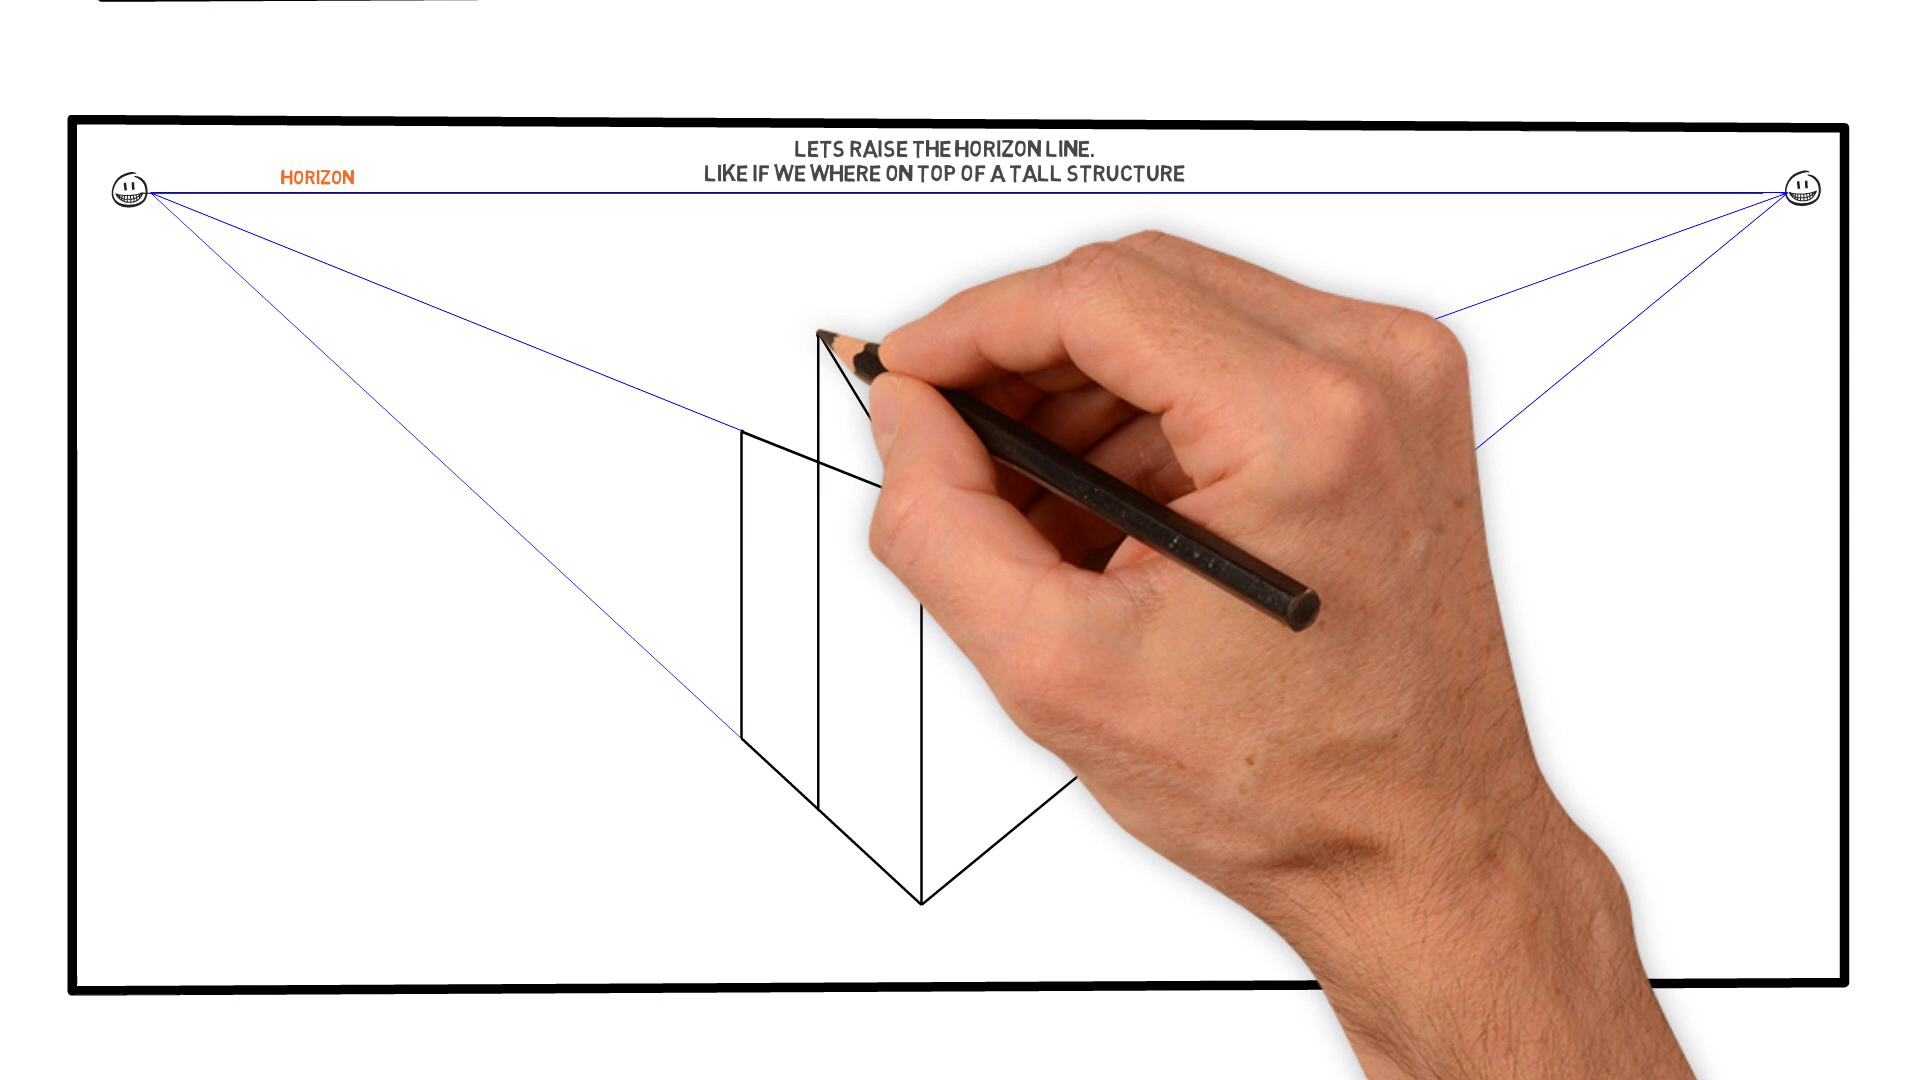 LETS RAISE THE HORIZON LINE.
LIKE IF WE WHERE ON TOP OF A TALL STRUCTURE
HORIZON